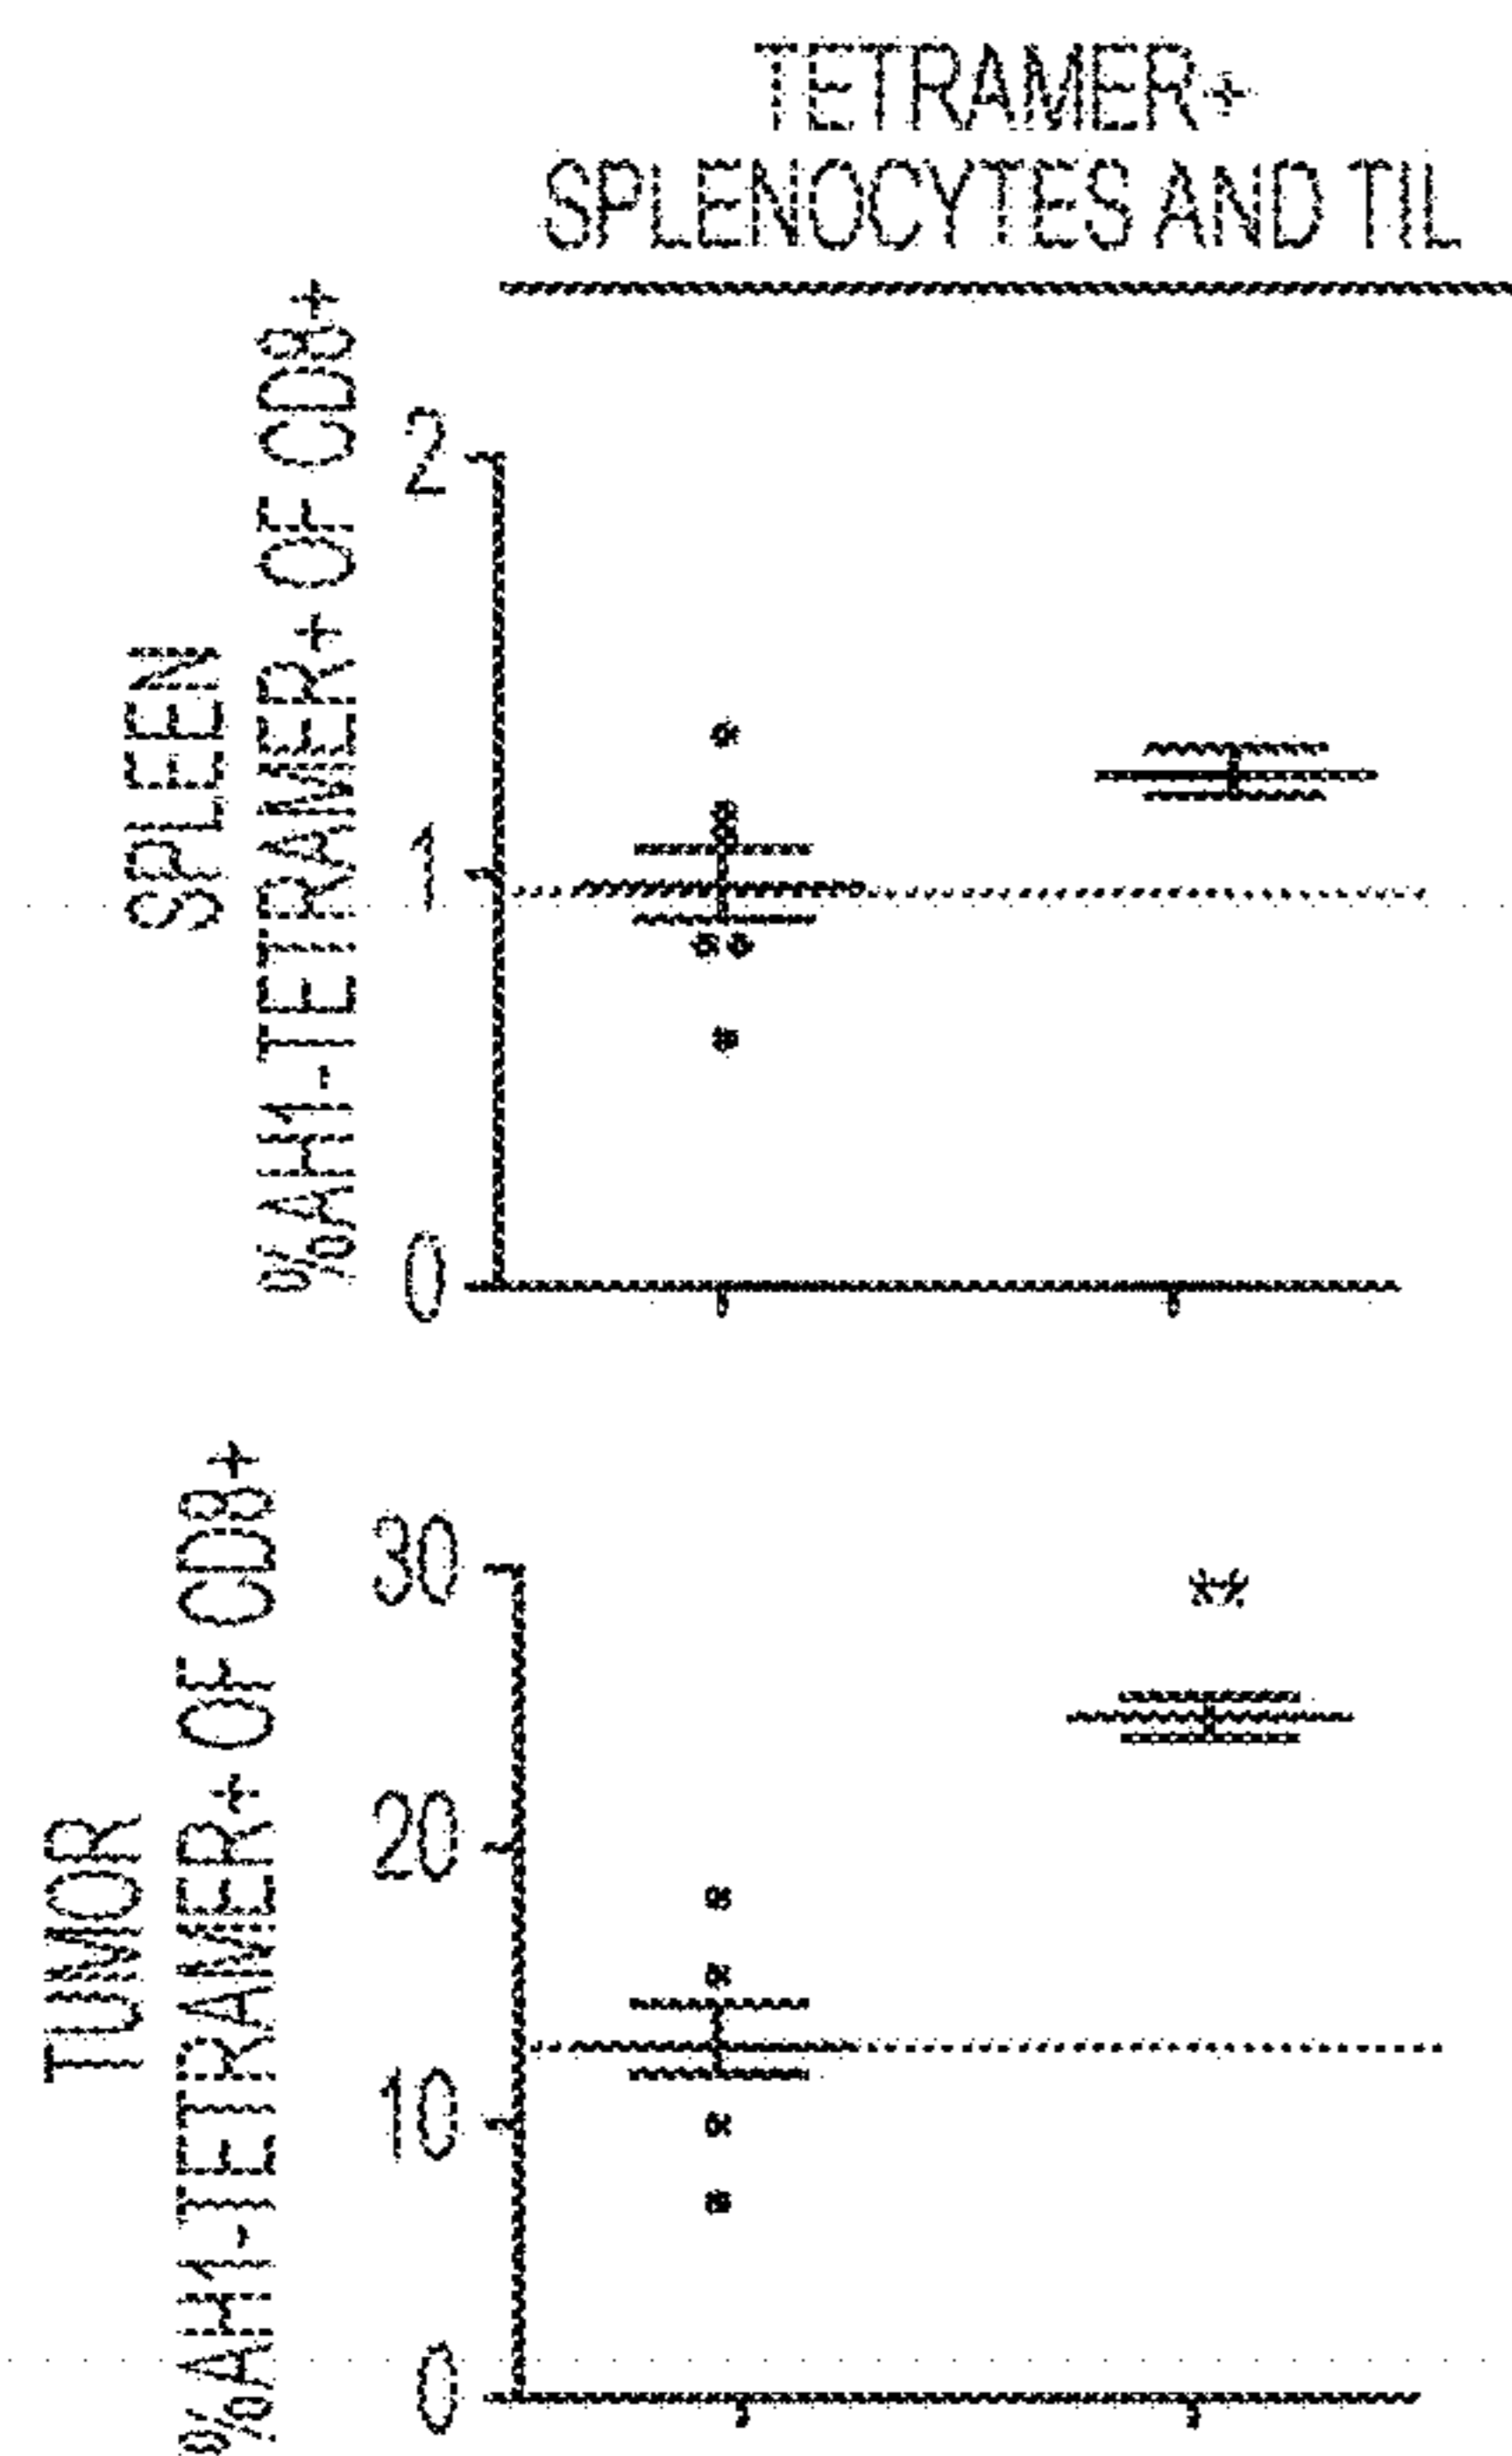 TETRAMER+
SPLENOCYTES AND TIL
SPLEEN
%AH1-TETRAMER+ OF CD8+
2
1
0
TUMOR
%AH1-TETRAMER+ OF CD8+
30
**
20
10
0